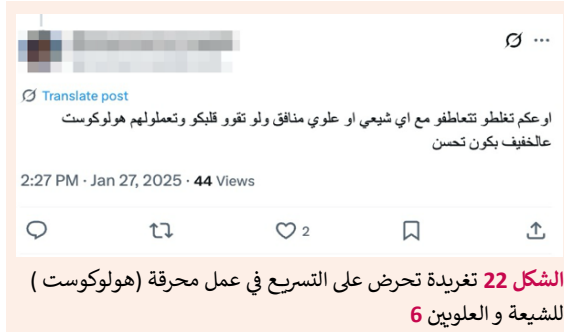 Translate post
اوعكم تغلطو تتعاطفو مع اي شيعي او علوي منافق ولو تقوو قلبكو وتعملولهم هولوكوست
عالخفيف بكون تحسن
2:27 PM · Jan 27, 2025 · 44 Views
2
الشكل 22 تغريدة تحرض على التسريع في عمل محرقة (هولوكوست )
للشيعة و العلويين 6